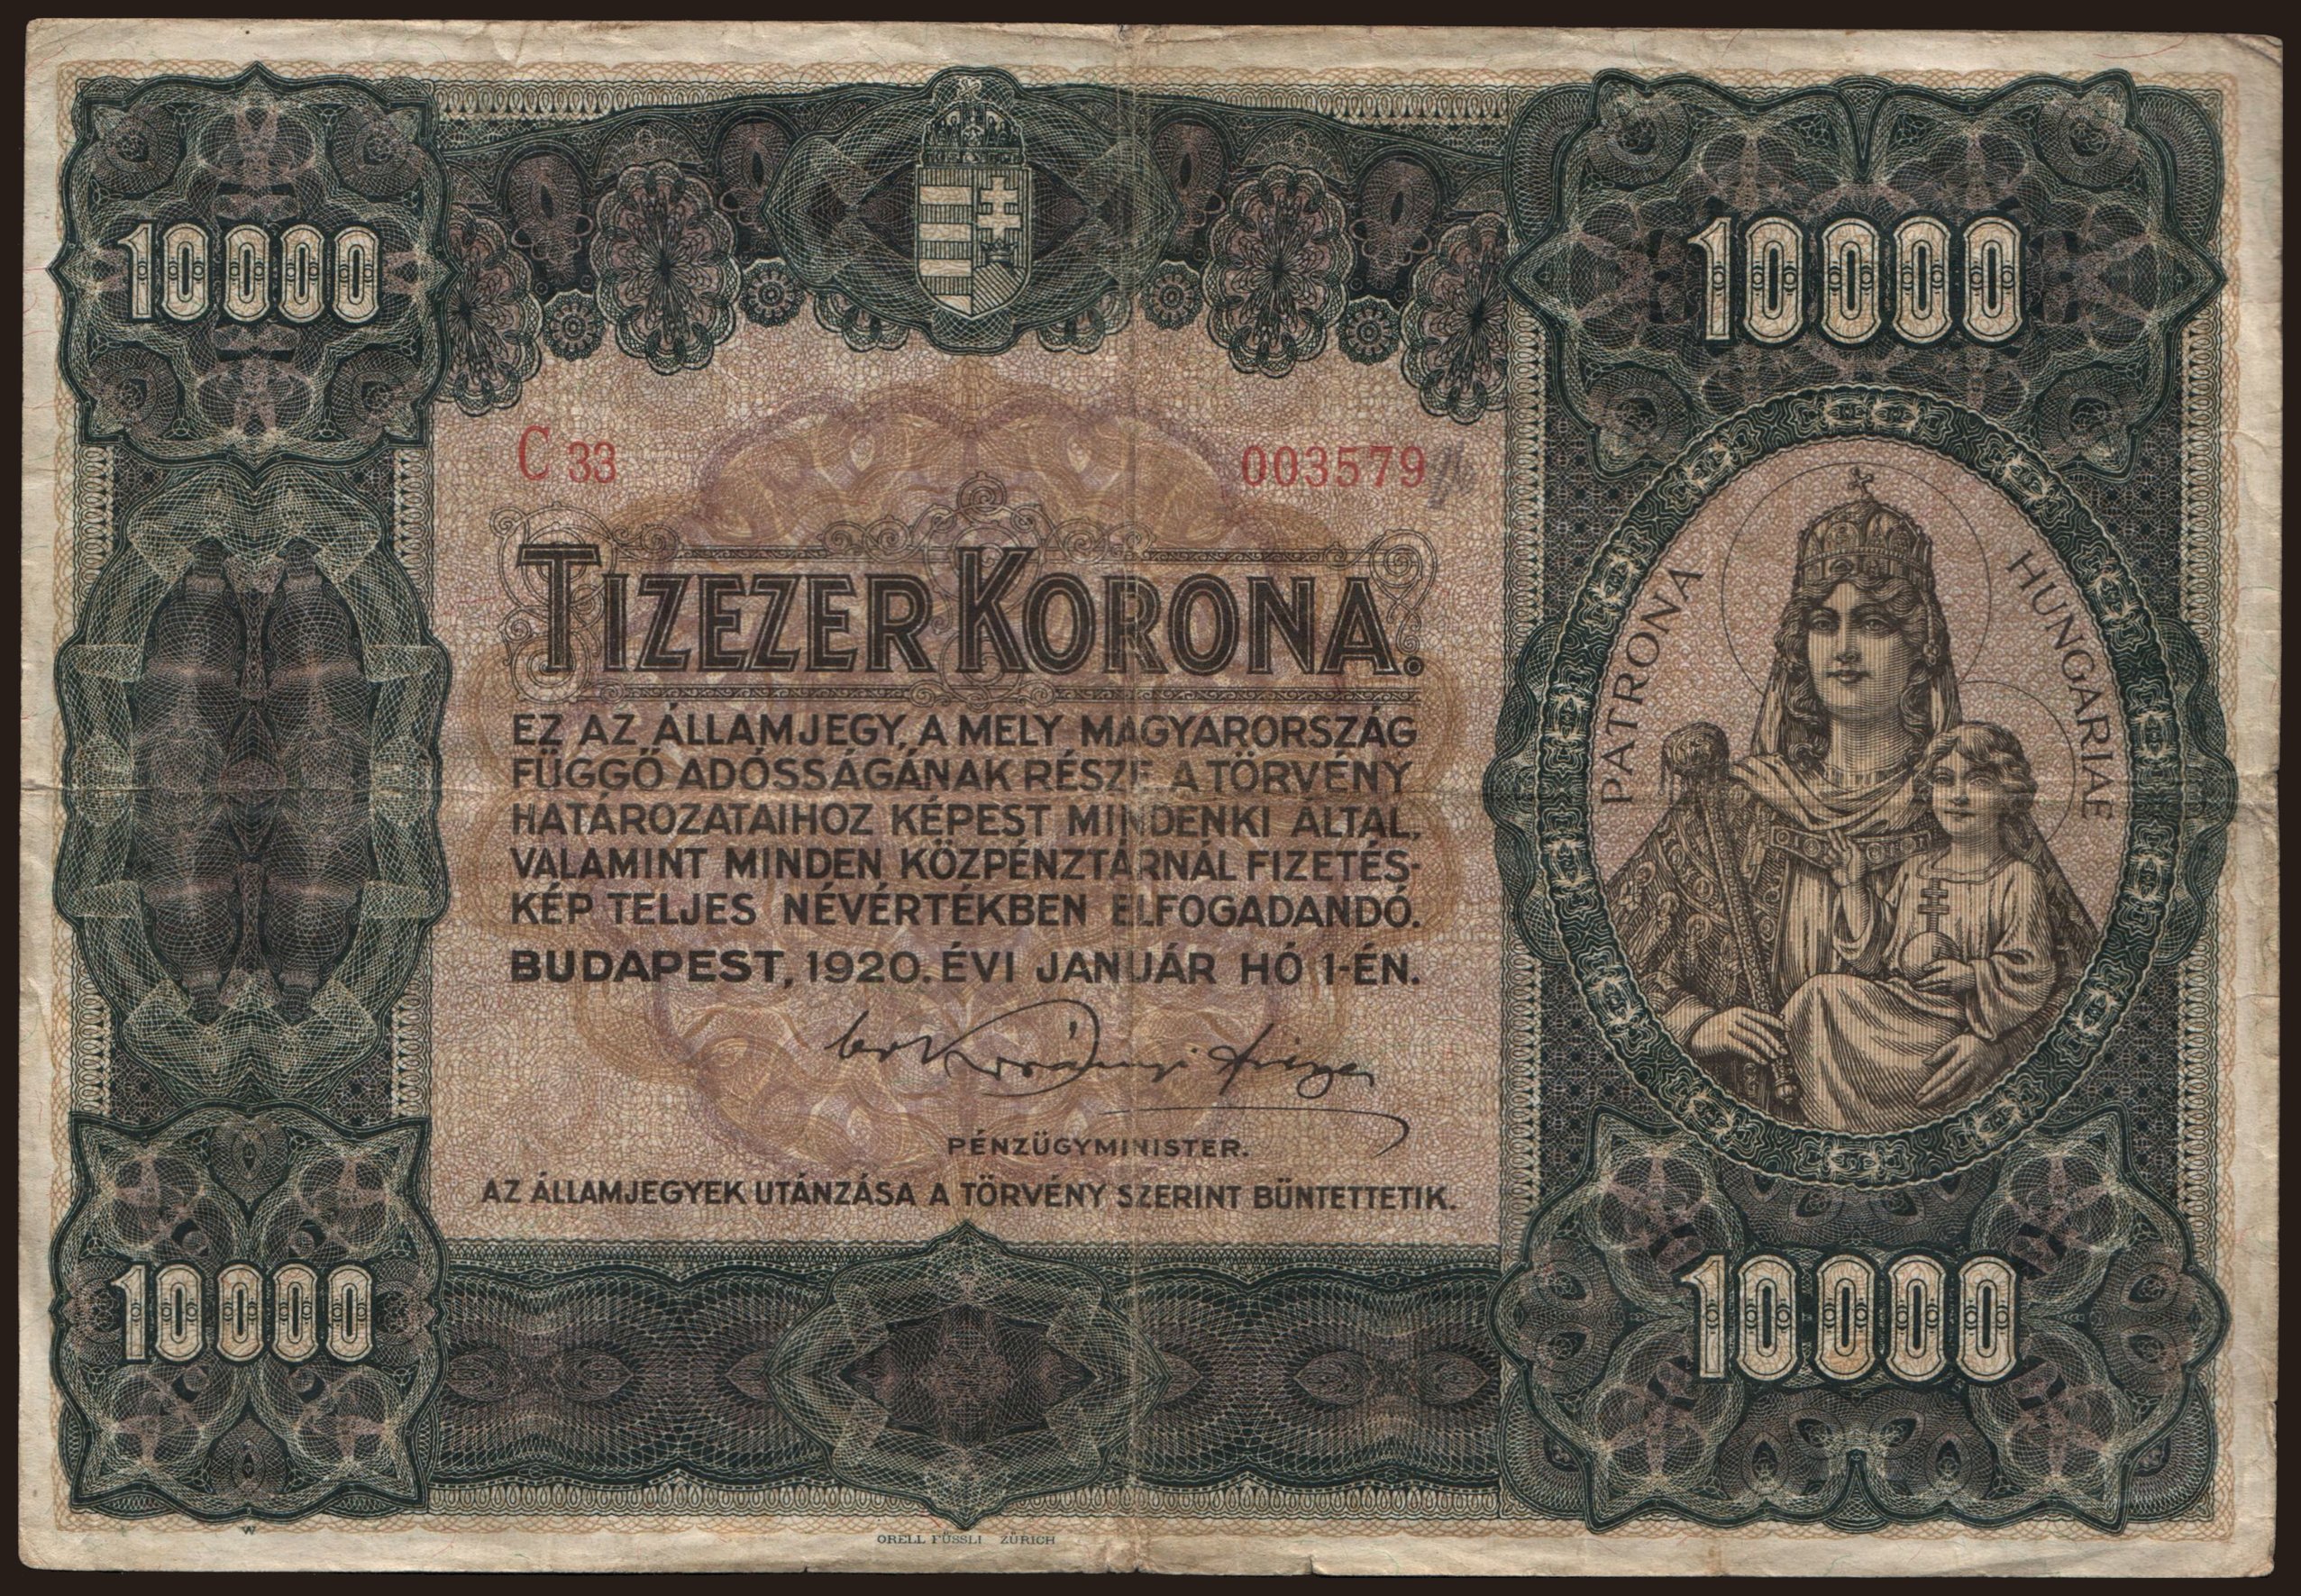 10000
10000
C 33
003579
TIZEZER KORONA.
EZ AZ ÁLLAMJEGY, A MELY MAGYARORSZÁG
FÜGGŐ ADÓSSÁGÁNAK RÉSZE A TÖRVÉNY
HATÁROZATAIHOZ KÉPEST MINDENKI ÁLTAL,
VALAMINT MINDEN KÖZPÉNZTÁRNÁL FIZETÉS-
KÉP TELJES NÉVÉRTÉKBEN ELFOGADANDÓ.
BUDAPEST, 1920. ÉVI JANUÁR HÓ 1-ÉN.
PÉNZÜGYMINISTER.
AZ ÁLLAMJEGYEK UTÁNZÁSA A TÖRVÉNY SZERINT BÜNTETTETIK.
PATRONA HUNGARIAE
10000
10000
W
ORELL FÜSSLI ZÜRICH